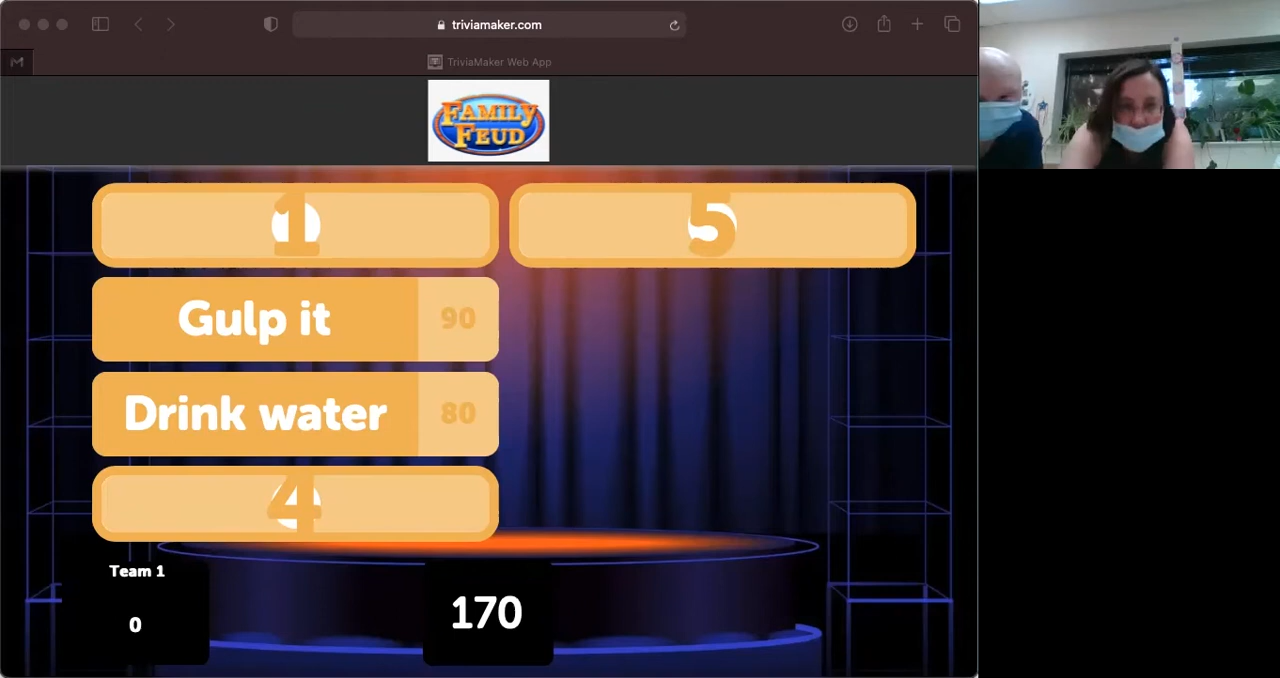 triviamaker.com
M
TriviaMaker Web App
FAMILY
FEUD
1
5
Gulp it 90
Drink water 80
4
Team 1
0
170